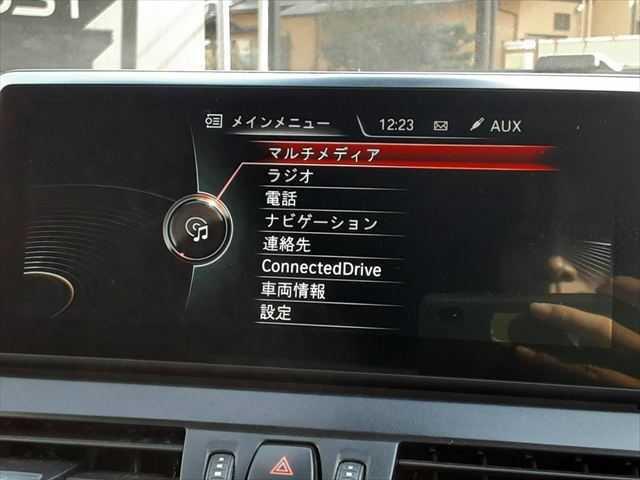 メインメニュー 12:23 AUX
マルチメディア
ラジオ
電話
ナビゲーション
連絡先
ConnectedDrive
車両情報
設定